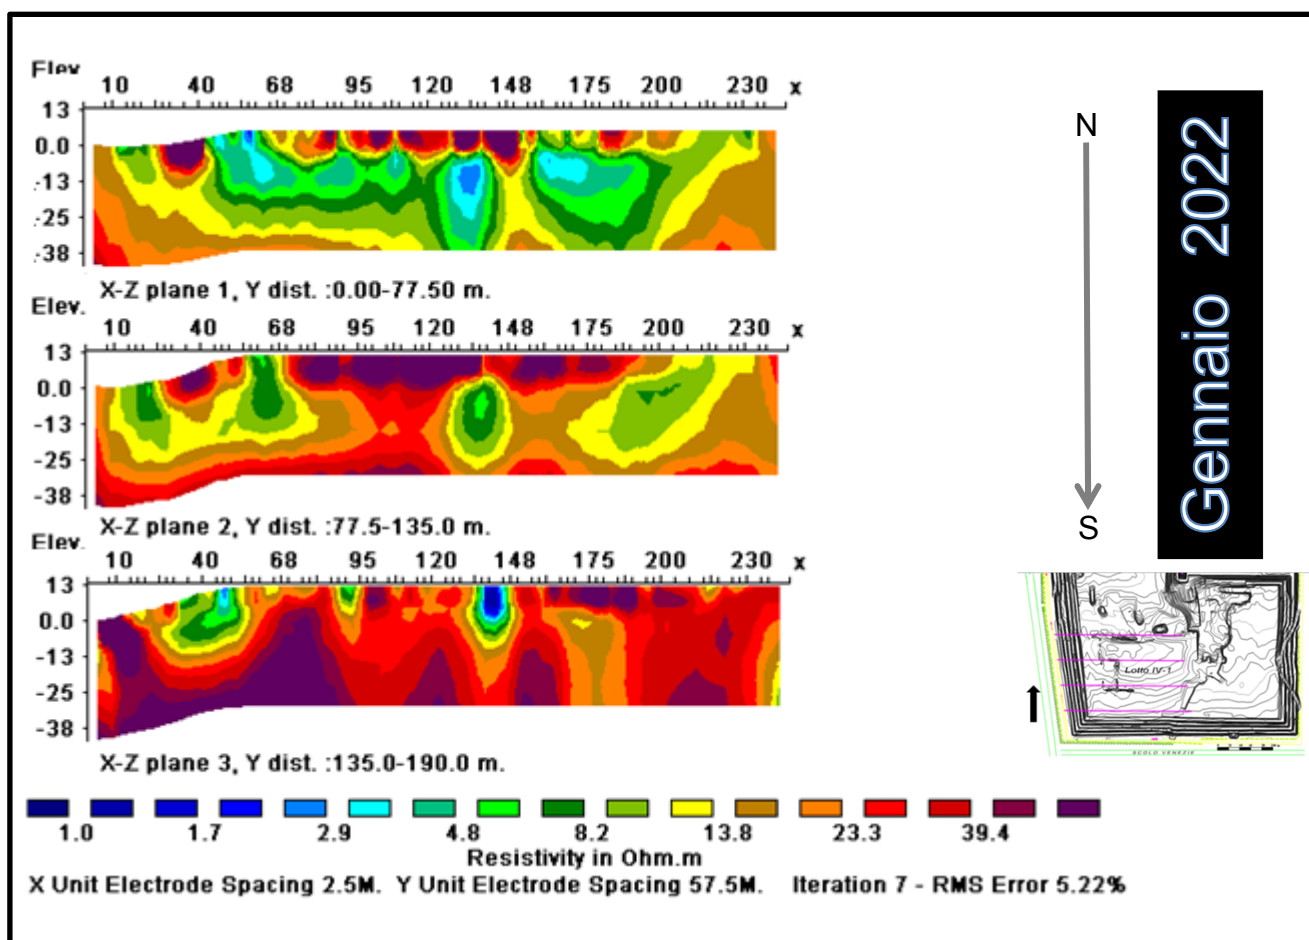 Elev.
10 40 68 95 120 148 175 200 230 x
13
0.0
-13
-25
-38
X-Z plane 1, Y dist. :0.00-77.50 m.
Elev.
10 40 68 95 120 148 175 200 230 x
13
0.0
-13
-25
-38
X-Z plane 2, Y dist. :77.5-135.0 m.
Elev.
10 40 68 95 120 148 175 200 230 x
13
0.0
-13
-25
-38
X-Z plane 3, Y dist. :135.0-190.0 m.
1.0 1.7 2.9 4.8 8.2 13.8 23.3 39.4
Resistivity in Ohm.m
X Unit Electrode Spacing 2.5M. Y Unit Electrode Spacing 57.5M. Iteration 7 - RMS Error 5.22%
N
S
Gennaio 2022
Lotto IV-1
SCOLO VENEZIE